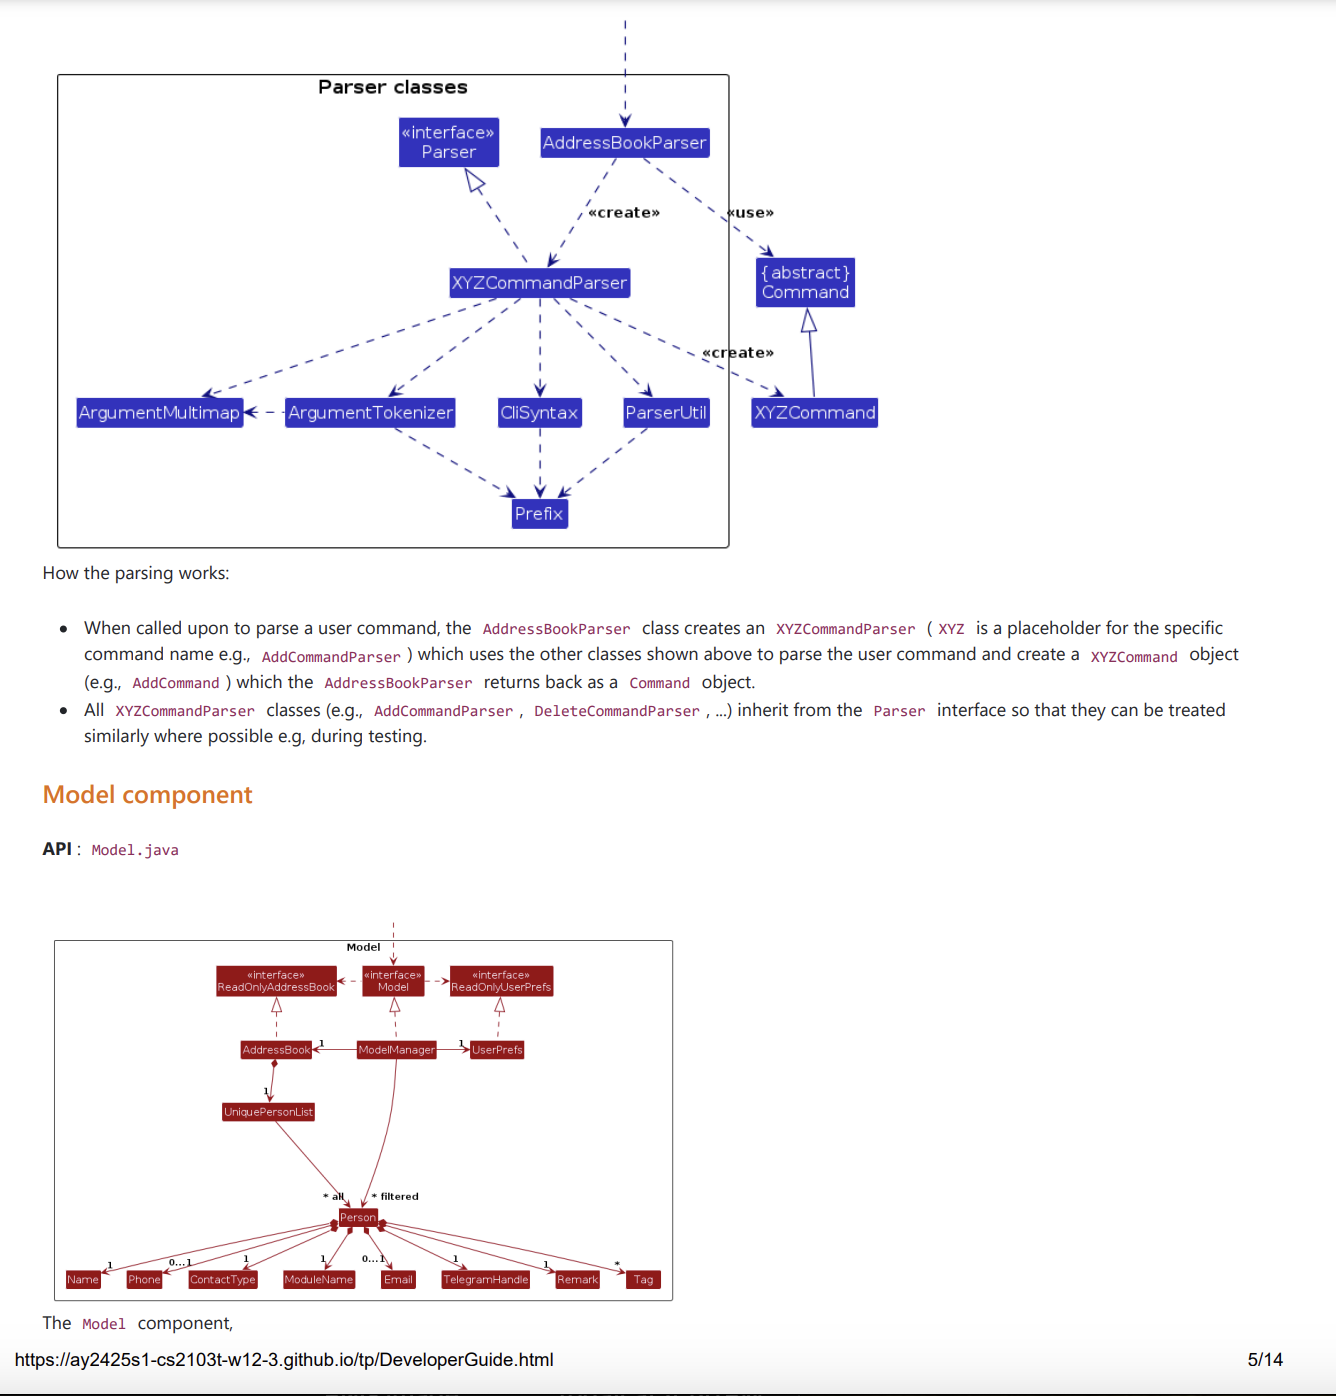 Parser classes
«interface»
Parser
AddressBookParser
«create»
«use»
XYZCommandParser
{abstract}
Command
«create»
ArgumentMultimap
ArgumentTokenizer
CliSyntax
ParserUtil
XYZCommand
Prefix
How the parsing works:
• When called upon to parse a user command, the AddressBookParser class creates an XYZCommandParser ( XYZ is a placeholder for the specific
command name e.g., AddCommandParser ) which uses the other classes shown above to parse the user command and create a XYZCommand object
(e.g., AddCommand ) which the AddressBookParser returns back as a Command object.
• All XYZCommandParser classes (e.g., AddCommandParser , DeleteCommandParser , ...) inherit from the Parser interface so that they can be treated
similarly where possible e.g, during testing.
Model component
API : Model.java
Model
«interface»
ReadOnlyAddressBook
«interface»
Model
«interface»
ReadOnlyUserPrefs
AddressBook
1
ModelManager
1
UserPrefs
1
UniquePersonList
* all
* filtered
Person
1
0...1
1
1
0...1
1
1
*
Name
Phone
ContactType
ModuleName
Email
TelegramHandle
Remark
Tag
The Model component,
https://ay2425s1-cs2103t-w12-3.github.io/tp/DeveloperGuide.html
5/14